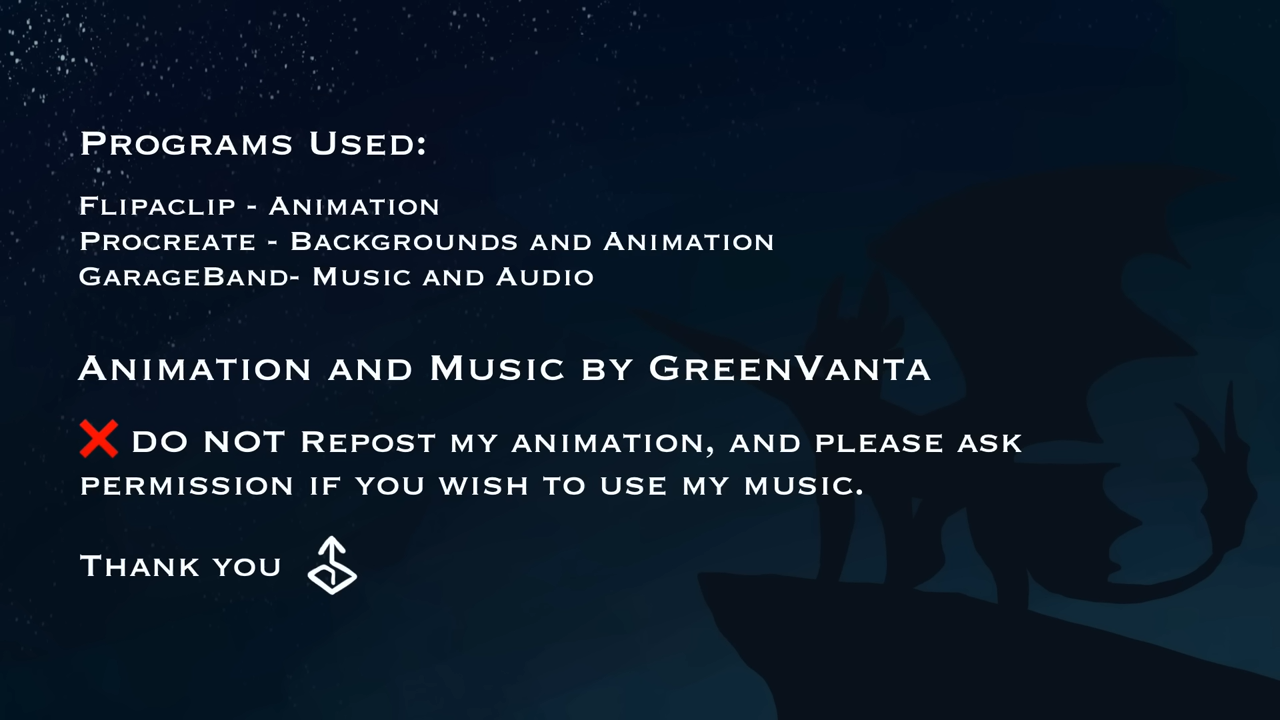 Programs Used:
Flipaclip - Animation
Procreate - Backgrounds and Animation
GarageBand- Music and Audio
Animation and Music by GreenVanta
❌ DO NOT Repost my animation, and please ask
permission if you wish to use my music.
Thank you